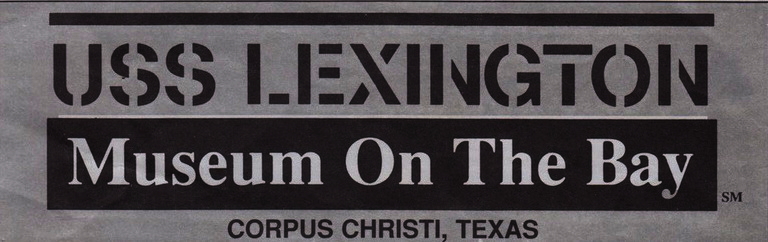 USS LEXINGTON
Museum On The Bay SM
CORPUS CHRISTI, TEXAS